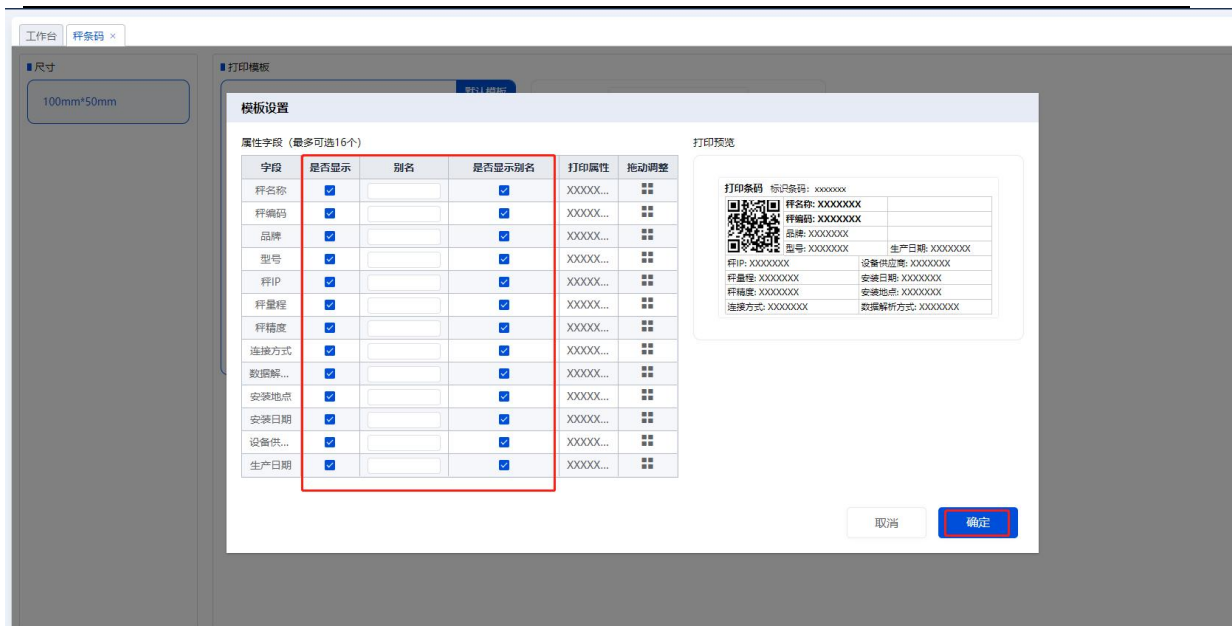 工作台 秤条码 ×
尺寸
打印模板
100mm*50mm
默认模板
模板设置
属性字段（最多可选16个）
打印预览
字段 是否显示 别名 是否显示别名 打印属性 拖动调整
秤名称 XXXXX...
秤编码 XXXXX...
品牌 XXXXX...
型号 XXXXX...
秤IP XXXXX...
秤量程 XXXXX...
秤精度 XXXXX...
连接方式 XXXXX...
数据解... XXXXX...
安装地点 XXXXX...
安装日期 XXXXX...
设备供... XXXXX...
生产日期 XXXXX...
打印条码 标识条码: xxxxxxx
秤名称: XXXXXXX
秤编码: XXXXXXX
品牌: XXXXXXX
型号: XXXXXXX 生产日期: XXXXXXX
秤IP: XXXXXXX 设备供应商: XXXXXXX
秤量程: XXXXXXX 安装日期: XXXXXXX
秤精度: XXXXXXX 安装地点: XXXXXXX
连接方式: XXXXXXX 数据解析方式: XXXXXXX
取消 确定